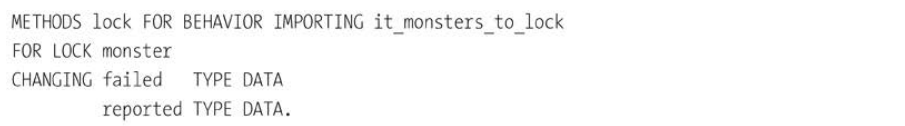 METHODS lock FOR BEHAVIOR IMPORTING it_monsters_to_lock
FOR LOCK monster
CHANGING failed   TYPE DATA
         reported TYPE DATA.